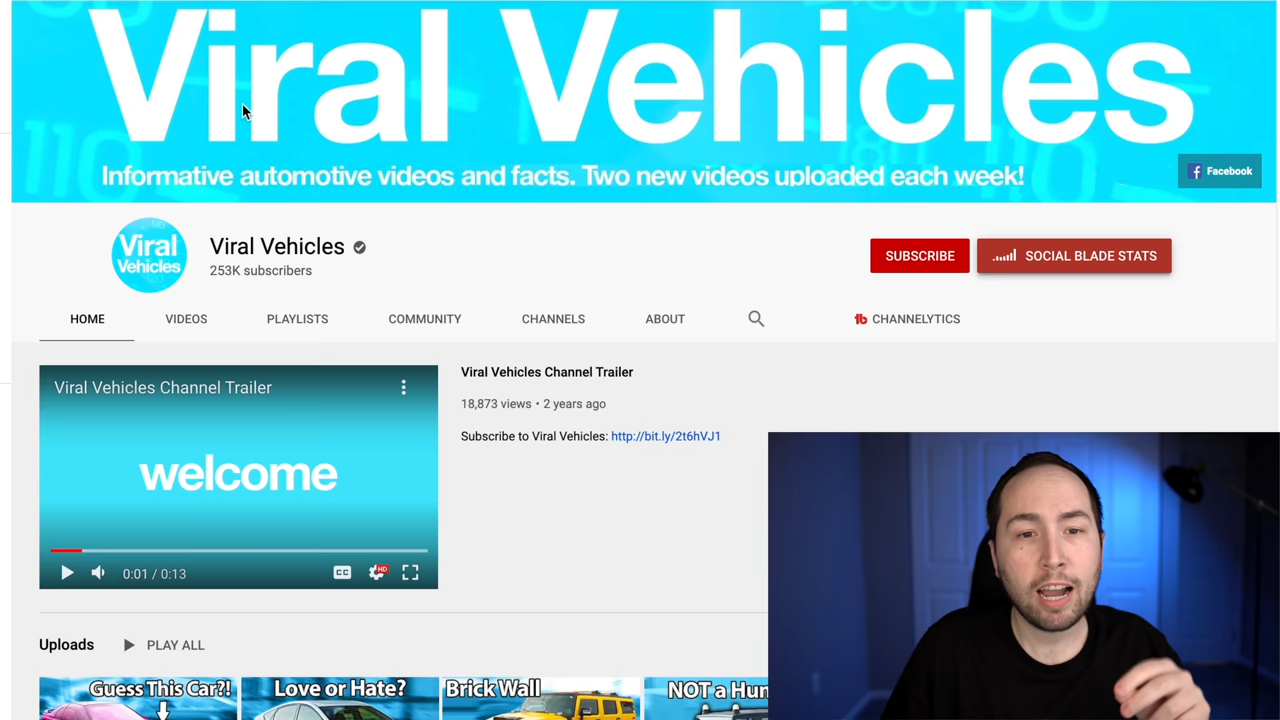 Viral Vehicles
Informative automotive videos and facts. Two new videos uploaded each week!
Facebook
Viral
Vehicles
Viral Vehicles
253K subscribers
SUBSCRIBE
SOCIAL BLADE STATS
HOME
VIDEOS
PLAYLISTS
COMMUNITY
CHANNELS
ABOUT
CHANNELYTICS
Viral Vehicles Channel Trailer
welcome
0:01 / 0:13
CC
HD
Viral Vehicles Channel Trailer
18,873 views • 2 years ago
Subscribe to Viral Vehicles: http://bit.ly/2t6hVJ1
Uploads
PLAY ALL
Guess This Car?!
Love or Hate?
Brick Wall
NOT a